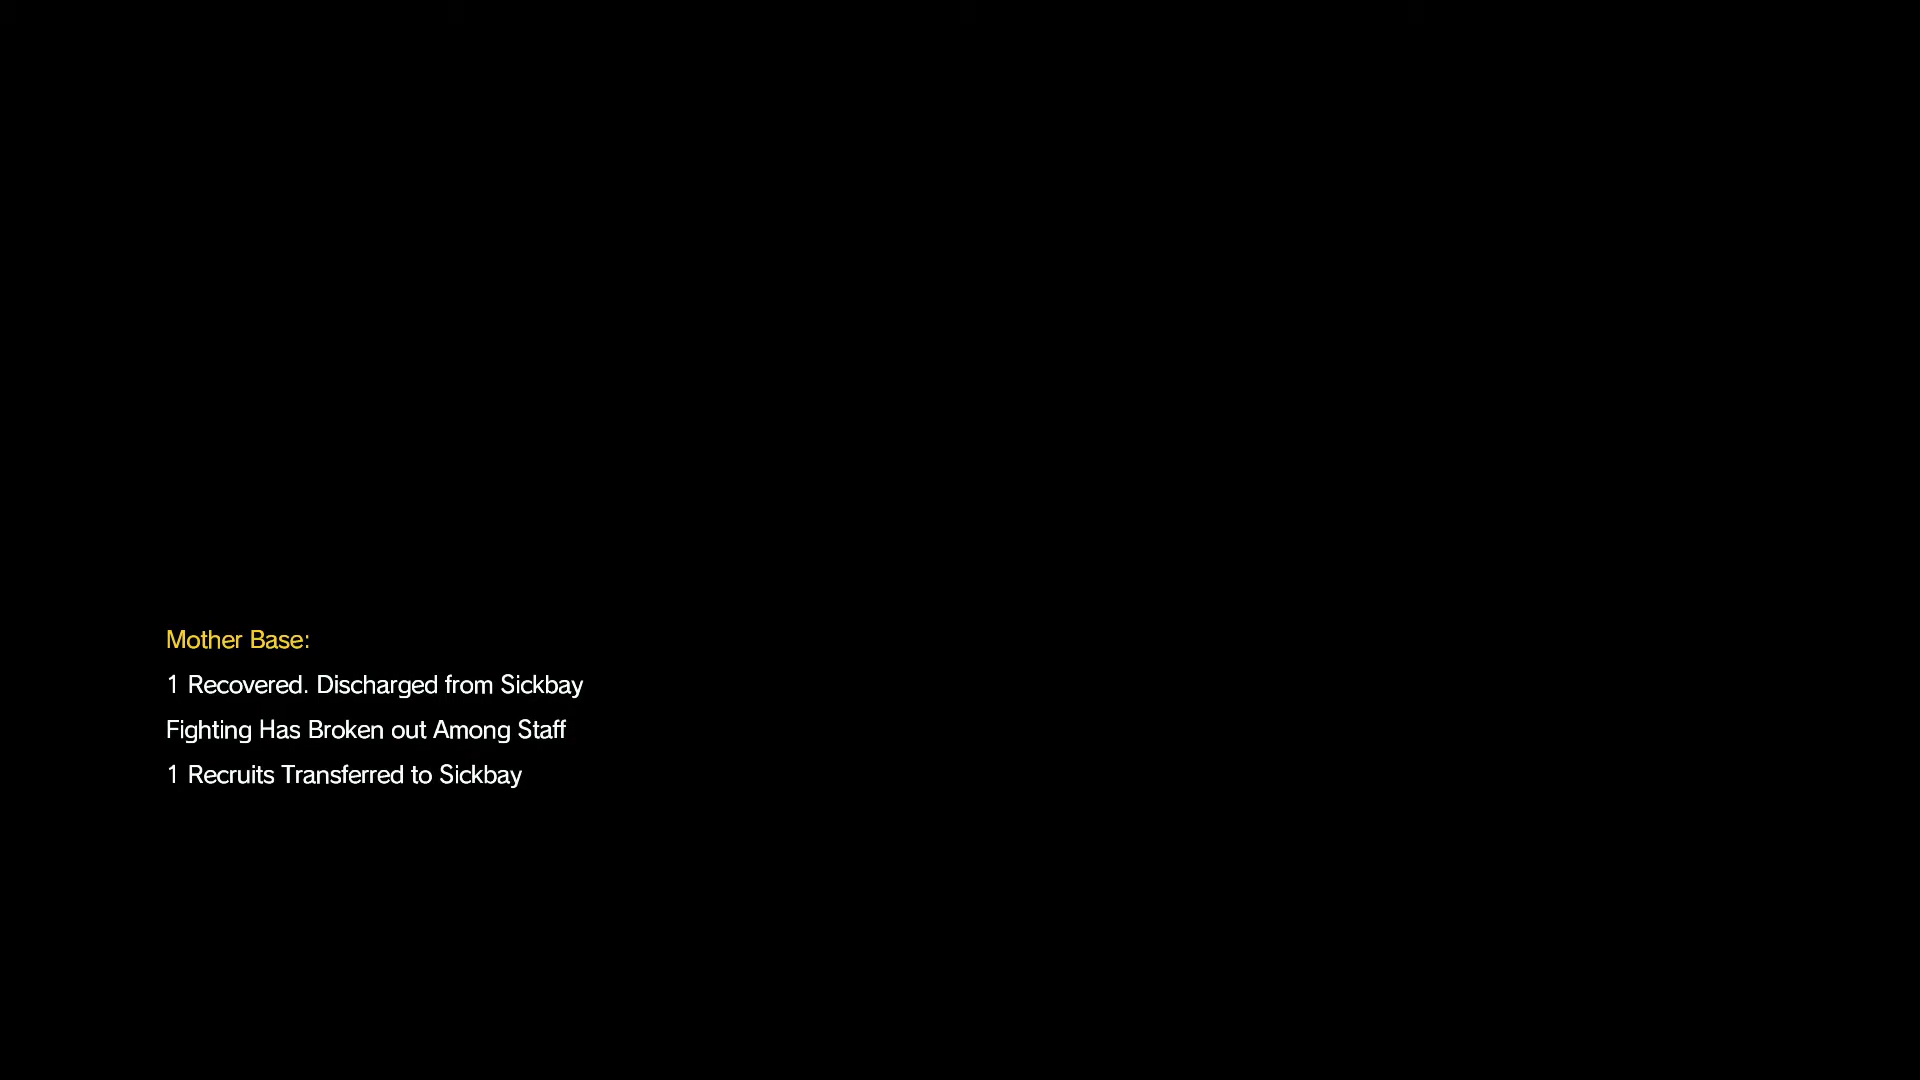 Mother Base:
1 Recovered. Discharged from Sickbay
Fighting Has Broken out Among Staff
1 Recruits Transferred to Sickbay